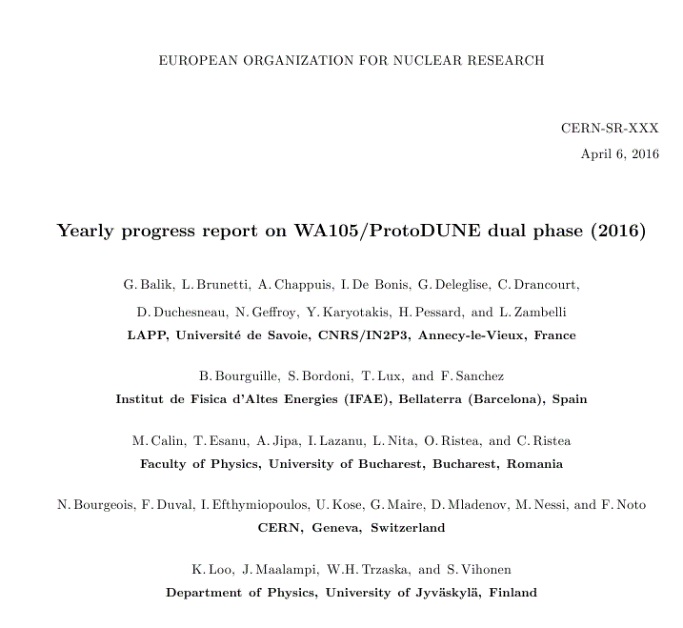 EUROPEAN ORGANIZATION FOR NUCLEAR RESEARCH
CERN-SR-XXX
April 6, 2016
Yearly progress report on WA105/ProtoDUNE dual phase (2016)
G. Balik, L. Brunetti, A. Chappuis, I. De Bonis, G. Deleglise, C. Drancourt,
D. Duchesneau, N. Geffroy, Y. Karyotakis, H. Pessard, and L. Zambelli
LAPP, Université de Savoie, CNRS/IN2P3, Annecy-le-Vieux, France
B. Bourguille, S. Bordoni, T. Lux, and F. Sanchez
Institut de Fisica d'Altes Energies (IFAE), Bellaterra (Barcelona), Spain
M. Calin, T. Esanu, A. Jipa, I. Lazanu, L. Nita, O. Ristea, and C. Ristea
Faculty of Physics, University of Bucharest, Bucharest, Romania
N. Bourgeois, F. Duval, I. Efthymiopoulos, U. Kose, G. Maire, D. Mladenov, M. Nessi, and F. Noto
CERN, Geneva, Switzerland
K. Loo, J. Maalampi, W.H. Trzaska, and S. Vihonen
Department of Physics, University of Jyväskylä, Finland